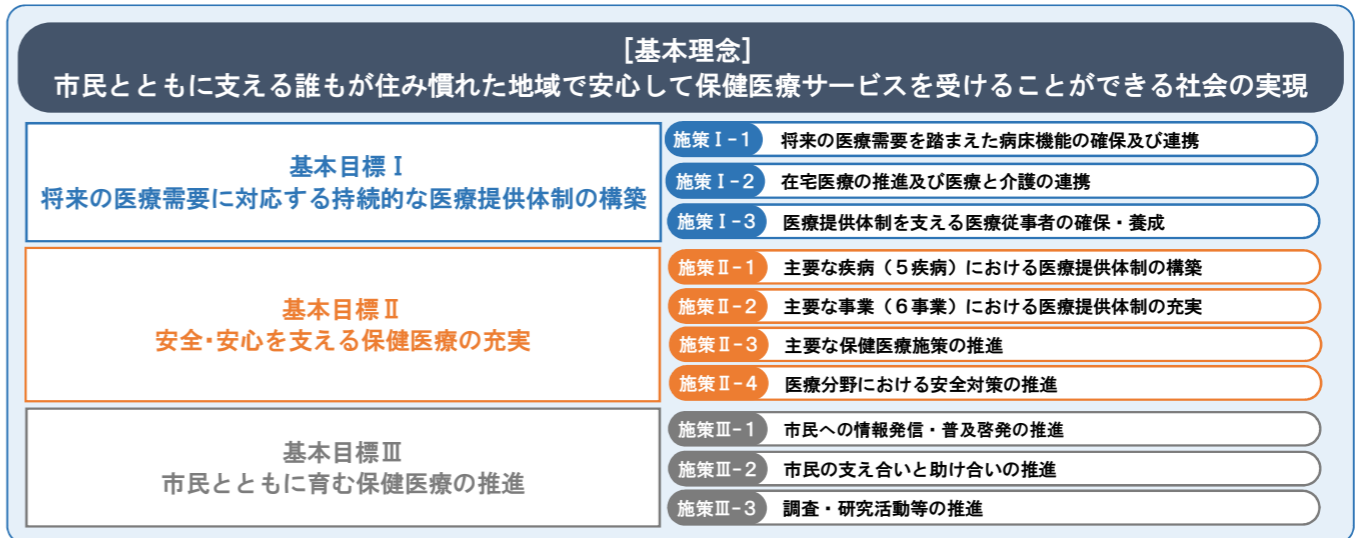 [基本理念]
市民とともに支える誰もが住み慣れた地域で安心して保健医療サービスを受けることができる社会の実現
基本目標Ⅰ
将来の医療需要に対応する持続的な医療提供体制の構築
施策Ⅰ-1 将来の医療需要を踏まえた病床機能の確保及び連携
施策Ⅰ-2 在宅医療の推進及び医療と介護の連携
施策Ⅰ-3 医療提供体制を支える医療従事者の確保・養成
基本目標Ⅱ
安全・安心を支える保健医療の充実
施策Ⅱ-1 主要な疾病（５疾病）における医療提供体制の構築
施策Ⅱ-2 主要な事業（６事業）における医療提供体制の充実
施策Ⅱ-3 主要な保健医療施策の推進
施策Ⅱ-4 医療分野における安全対策の推進
基本目標Ⅲ
市民とともに育む保健医療の推進
施策Ⅲ-1 市民への情報発信・普及啓発の推進
施策Ⅲ-2 市民の支え合いと助け合いの推進
施策Ⅲ-3 調査・研究活動等の推進